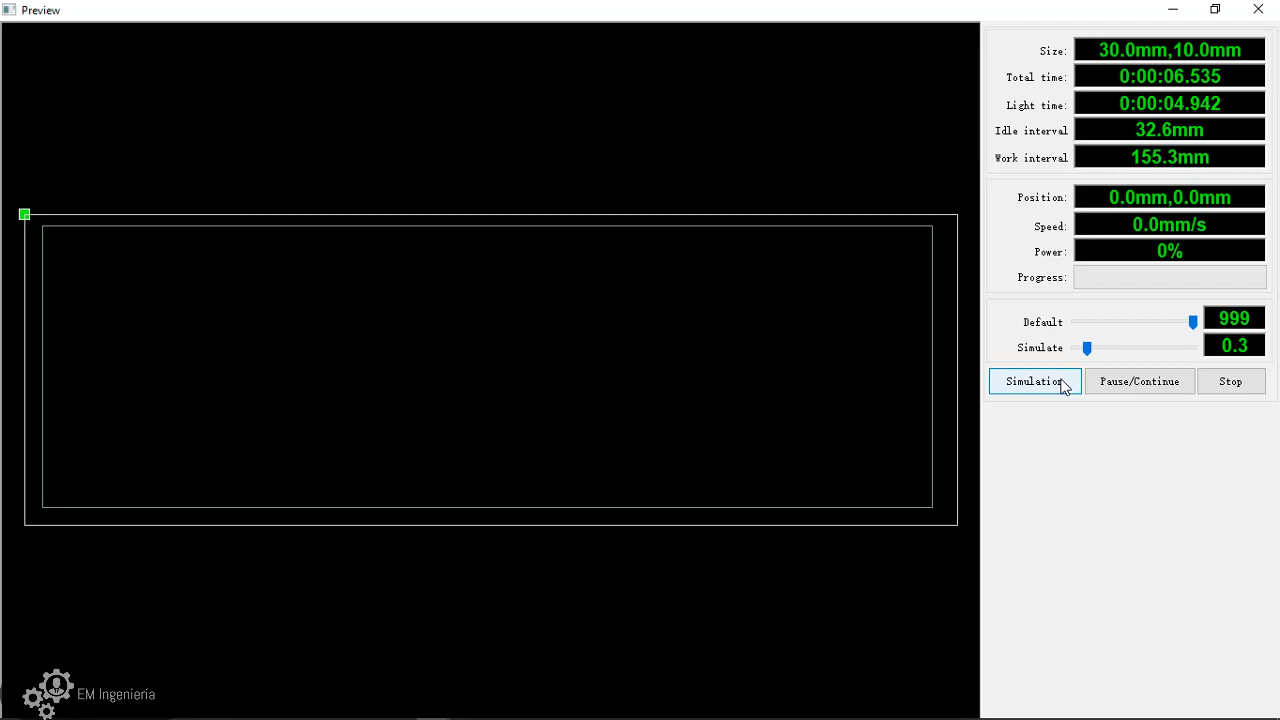 Preview
Size: 30.0mm,10.0mm
Total time: 0:00:06.535
Light time: 0:00:04.942
Idle interval 32.6mm
Work interval 155.3mm
Position: 0.0mm,0.0mm
Speed: 0.0mm/s
Power: 0%
Progress:
Default 999
Simulate 0.3
Simulation Pause/Continue Stop
EM Ingeniería